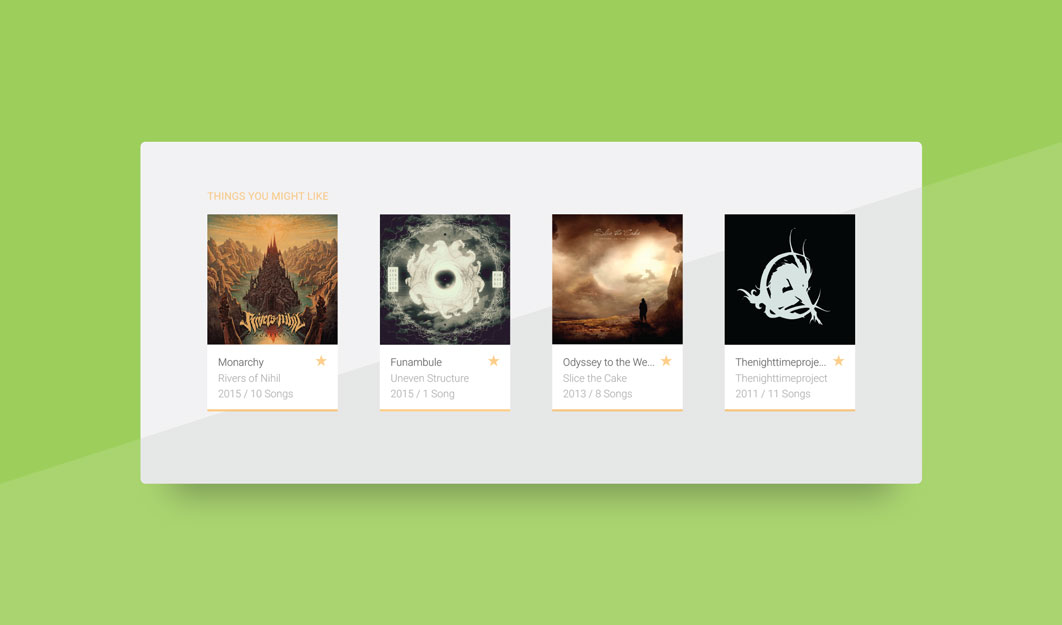 THINGS YOU MIGHT LIKE
Rivers of Nihil
Slice the Cake
Monarchy
Rivers of Nihil
2015 / 10 Songs
Funambule
Uneven Structure
2015 / 1 Song
Odyssey to the We...
Slice the Cake
2013 / 8 Songs
Thenighttimeproje...
Thenighttimeproject
2011 / 11 Songs